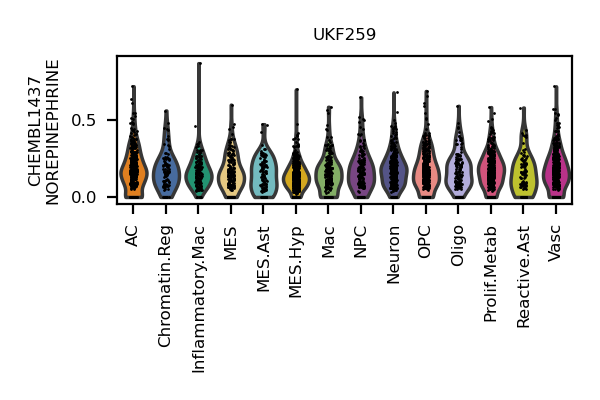 UKF259
CHEMBL1437
NOREPINEPHRINE
0.5
0.0
AC
Chromatin.Reg
Inflammatory.Mac
MES
MES.Ast
MES.Hyp
Mac
NPC
Neuron
OPC
Oligo
Prolif.Metab
Reactive.Ast
Vasc